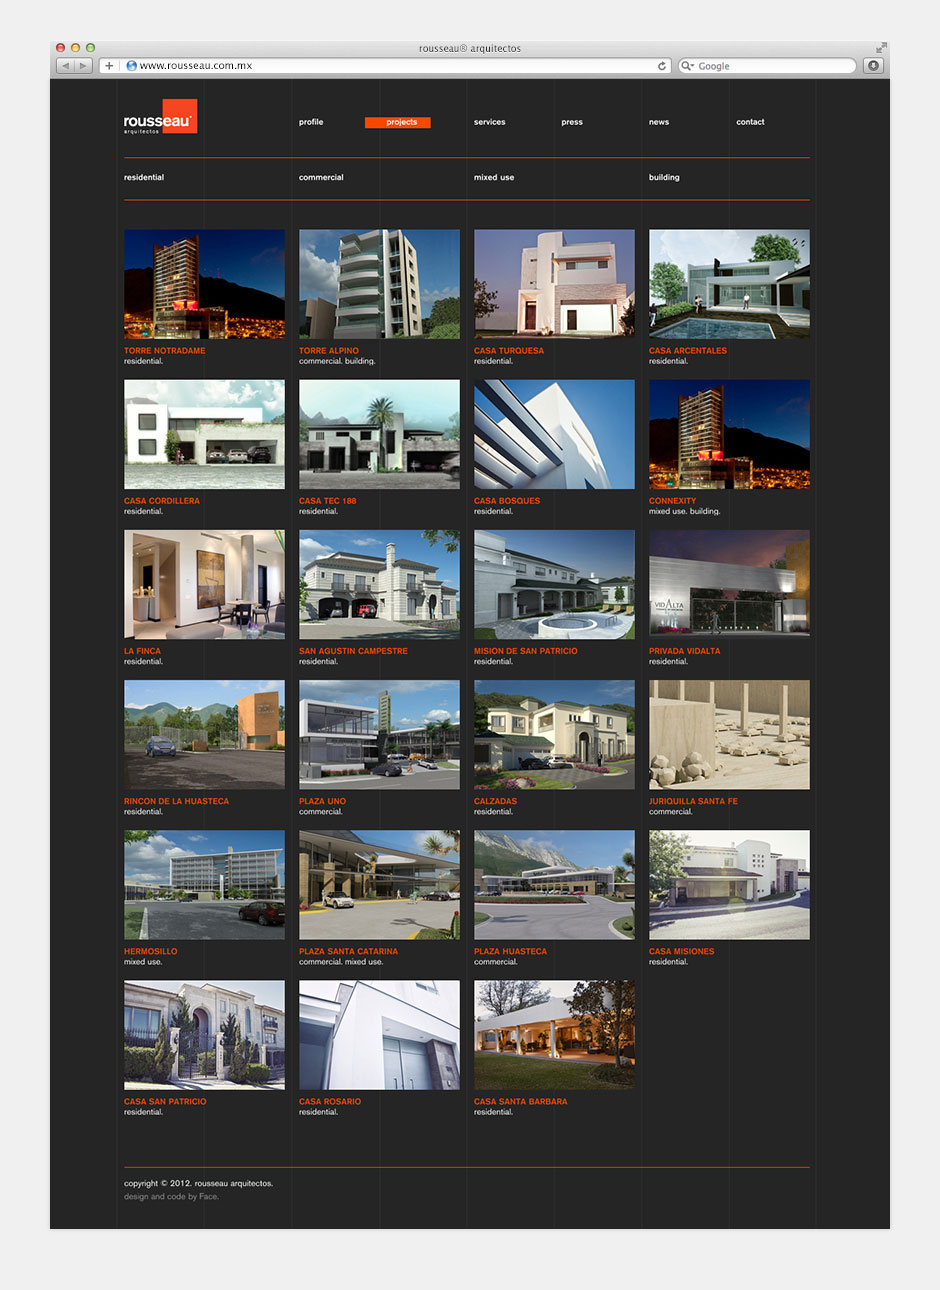 rousseau® arquitectos
www.rousseau.com.mx
Google
rousseau
arquitectos
profile
projects
services
press
news
contact
residential
commercial
mixed use
building
TORRE NOTRADAME
residential.
TORRE ALPINO
commercial. building.
CASA TURQUESA
residential.
CASA ARCENTALES
residential.
CASA CORDILLERA
residential.
CASA TEC 188
residential.
CASA BOSQUES
residential.
CONNEXITY
mixed use. building.
LA FINCA
residential.
SAN AGUSTIN CAMPESTRE
residential.
MISION DE SAN PATRICIO
residential.
VIDALTA
PRIVADA VIDALTA
residential.
RINCON DE LA HUASTECA
residential.
PLAZA UNO
commercial.
CALZADAS
residential.
JURIQUILLA SANTA FE
commercial.
HERMOSILLO
mixed use.
PLAZA SANTA CATARINA
commercial. mixed use.
PLAZA HUASTECA
commercial.
CASA MISIONES
residential.
CASA SAN PATRICIO
residential.
CASA ROSARIO
residential.
CASA SANTA BARBARA
residential.
copyright © 2012. rousseau arquitectos.
design and code by Face.